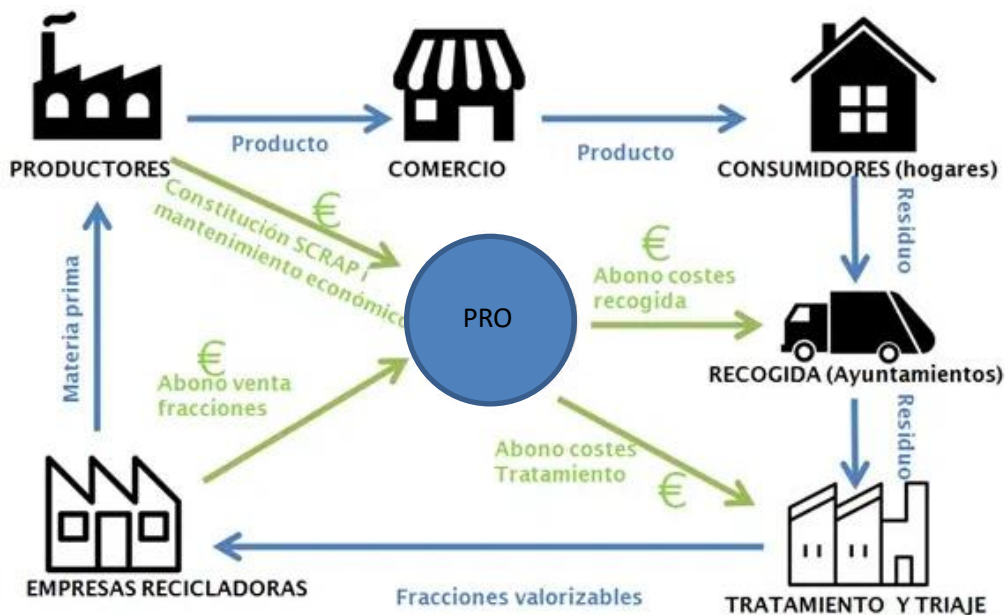 Producto
Producto
PRODUCTORES
COMERCIO
CONSUMIDORES (hogares)
€
Constitución SCRAP i
mantenimiento económico
Residuo
€
Abono costes
recogida
PRO
Materia prima
€
Abono venta
fracciones
RECOGIDA (Ayuntamientos)
Residuo
Abono costes
Tratamiento
€
EMPRESAS RECICLADORAS
Fracciones valorizables
TRATAMIENTO Y TRIAJE